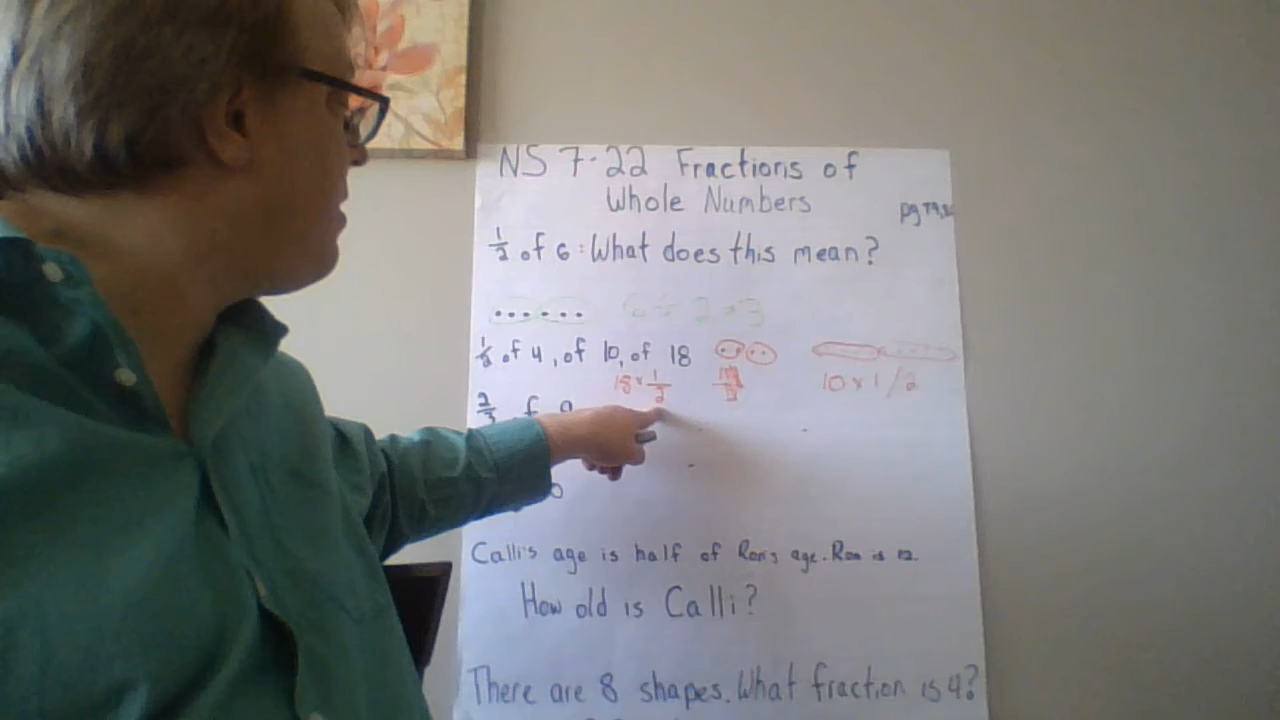 NS 7-22 Fractions of
Whole Numbers
pg 79,
1/2 of 6: What does this mean?
6 ÷ 2 = 3
of 4, of 10, of 18
18 × 1/2
10 × 1 / 2
2/3 of 9
Calli's age is half of Ron's age. Ron is 12.
How old is Calli?
There are 8 shapes. What fraction is 4?